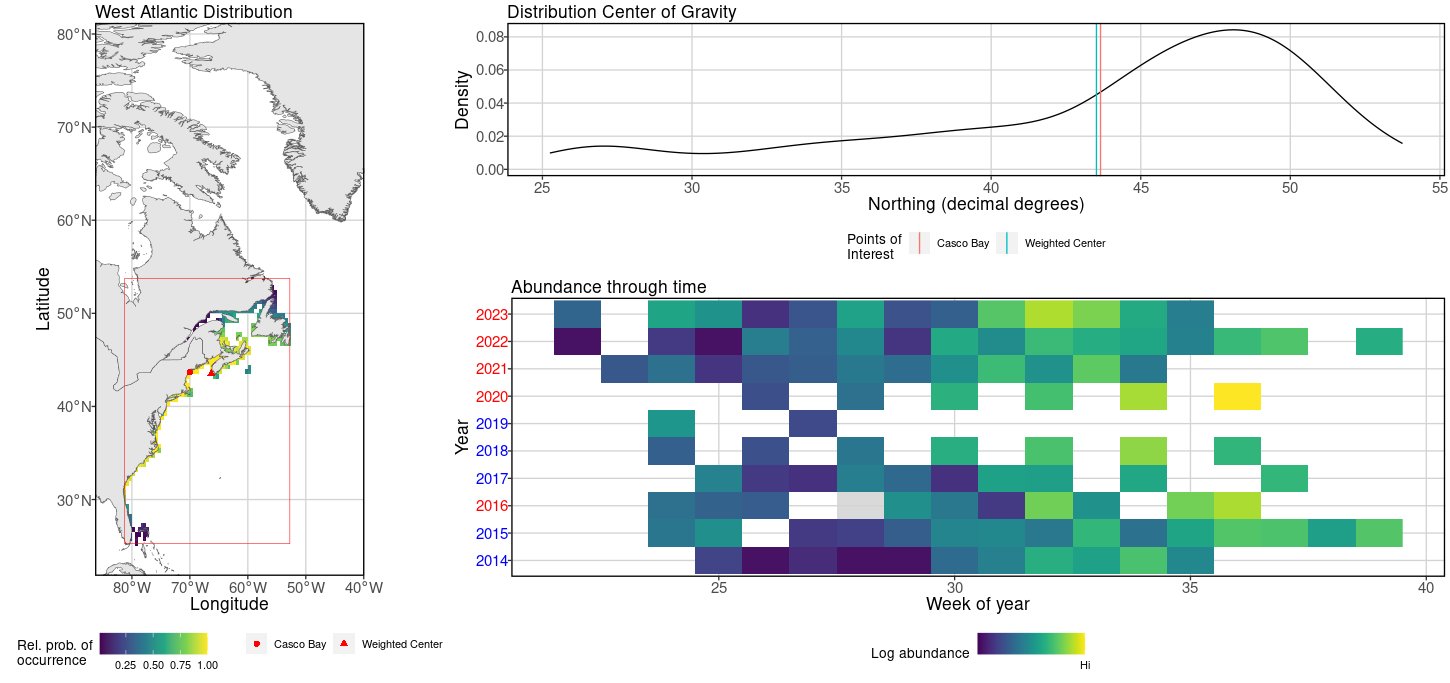 West Atlantic Distribution
80°N
70°N
60°N
50°N
40°N
30°N
Latitude
80°W 70°W 60°W 50°W 40°W
Longitude
Rel. prob. of
occurrence
0.25 0.50 0.75 1.00
Casco Bay
Weighted Center
Distribution Center of Gravity
0.08
0.06
0.04
0.02
0.00
Density
25 30 35 40 45 50 55
Northing (decimal degrees)
Points of
Interest
Casco Bay
Weighted Center
Abundance through time
2023
2022
2021
2020
2019
2018
2017
2016
2015
2014
Year
25 30 35 40
Week of year
Log abundance
Hi